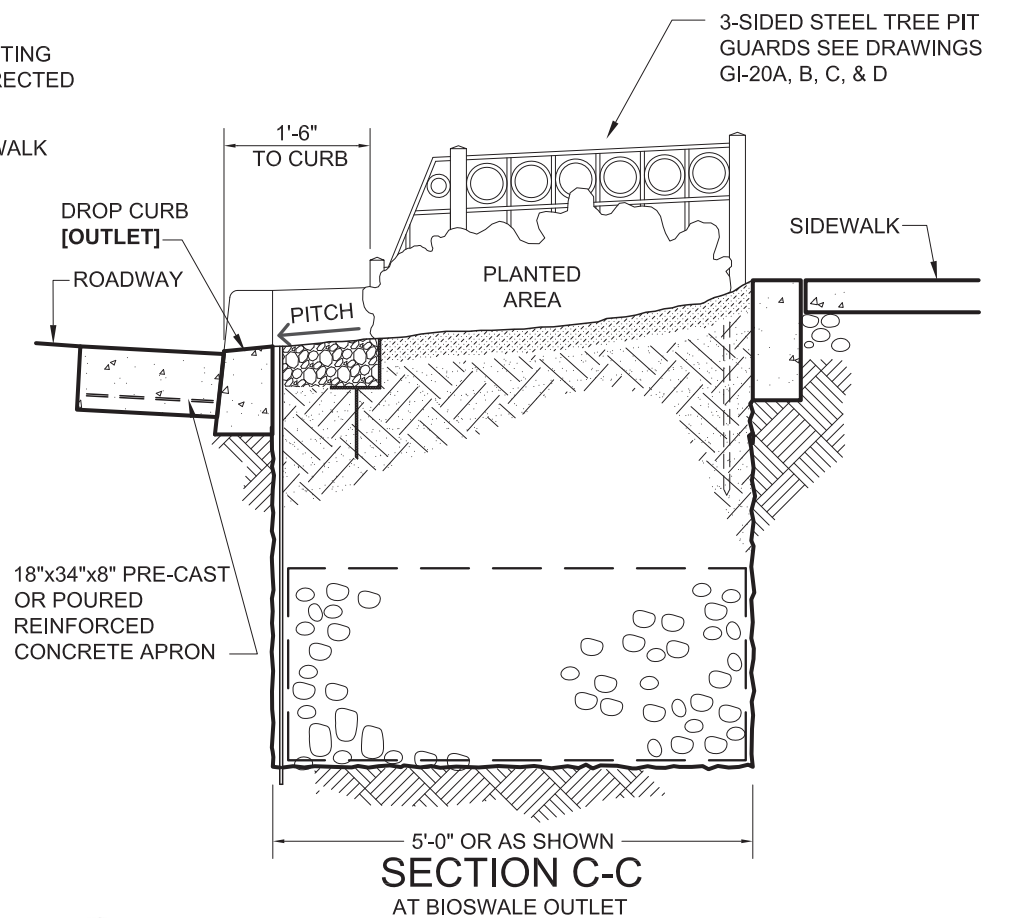 3-SIDED STEEL TREE PIT
GUARDS SEE DRAWINGS
GI-20A, B, C, & D
1'-6"
TO CURB
DROP CURB
[OUTLET]
ROADWAY
SIDEWALK
PLANTED
AREA
PITCH
18"x34"x8" PRE-CAST
OR POURED
REINFORCED
CONCRETE APRON
5'-0" OR AS SHOWN
SECTION C-C
AT BIOSWALE OUTLET